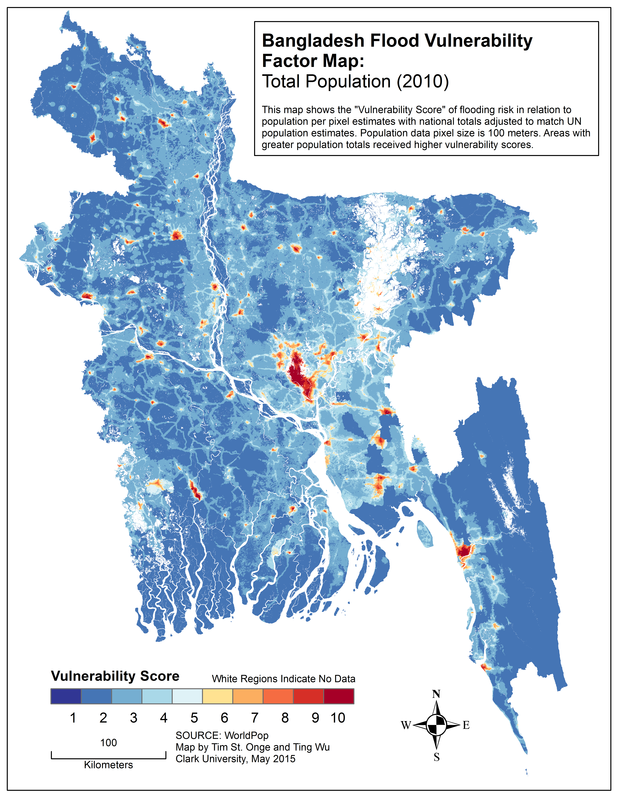 Bangladesh Flood Vulnerability
Factor Map:
Total Population (2010)
This map shows the "Vulnerability Score" of flooding risk in relation to
population per pixel estimates with national totals adjusted to match UN
population estimates. Population data pixel size is 100 meters. Areas with
greater population totals received higher vulnerability scores.
Vulnerability Score
White Regions Indicate No Data
1 2 3 4 5 6 7 8 9 10
100
Kilometers
SOURCE: WorldPop
Map by Tim St. Onge and Ting Wu
Clark University, May 2015
N
W E
S